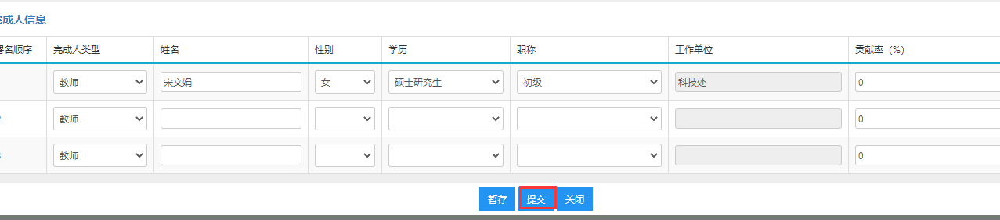 完成人信息
署名顺序 完成人类型 姓名 性别 学历 职称 工作单位 贡献率（%）
教师 宋文娟 女 硕士研究生 初级 科技处 0
2 教师 0
3 教师 0
暂存 提交 关闭